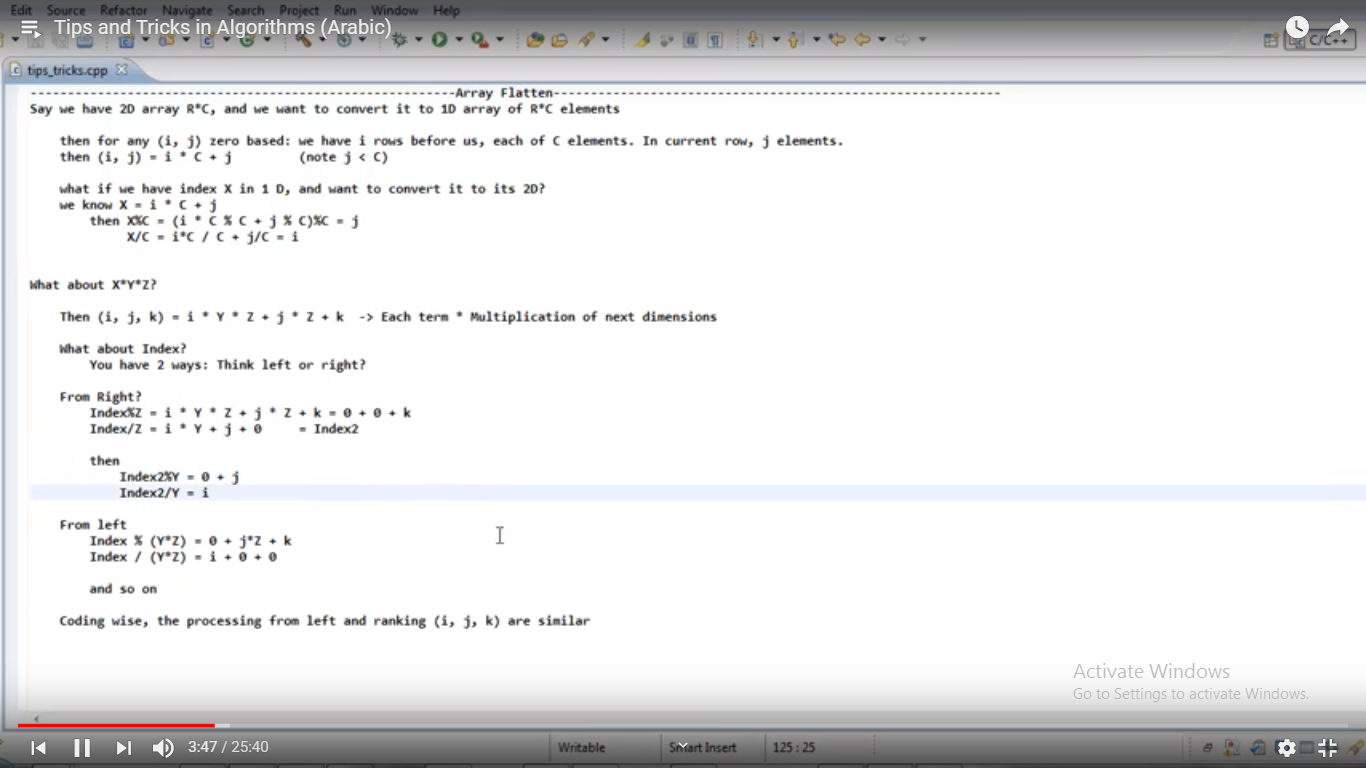 Edit Source Refactor Navigate Search Project Run Window Help
Tips and Tricks in Algorithms (Arabic)
C/C++
tips_tricks.cpp
------------------------------------------------------Array Flatten---------------------------------------------------------
Say we have 2D array R*C, and we want to convert it to 1D array of R*C elements
then for any (i, j) zero based: we have i rows before us, each of C elements. In current row, j elements.
then (i, j) = i * C + j (note j < C)
what if we have index X in 1 D, and want to convert it to its 2D?
we know X = i * C + j
then X%C = (i * C % C + j % C)%C = j
X/C = i*C / C + j/C = i
What about X*Y*Z?
Then (i, j, k) = i * Y * Z + j * Z + k -> Each term * Multiplication of next dimensions
What about Index?
You have 2 ways: Think left or right?
From Right?
Index%Z = i * Y * Z + j * Z + k = 0 + 0 + k
Index/Z = i * Y + j + 0 = Index2
then
Index2%Y = 0 + j
Index2/Y = i
From left
Index % (Y*Z) = 0 + j*Z + k
Index / (Y*Z) = i + 0 + 0
and so on
Coding wise, the processing from left and ranking (i, j, k) are similar
Activate Windows
Go to Settings to activate Windows.
3:47 / 25:40
Writable
Smart Insert
125 : 25